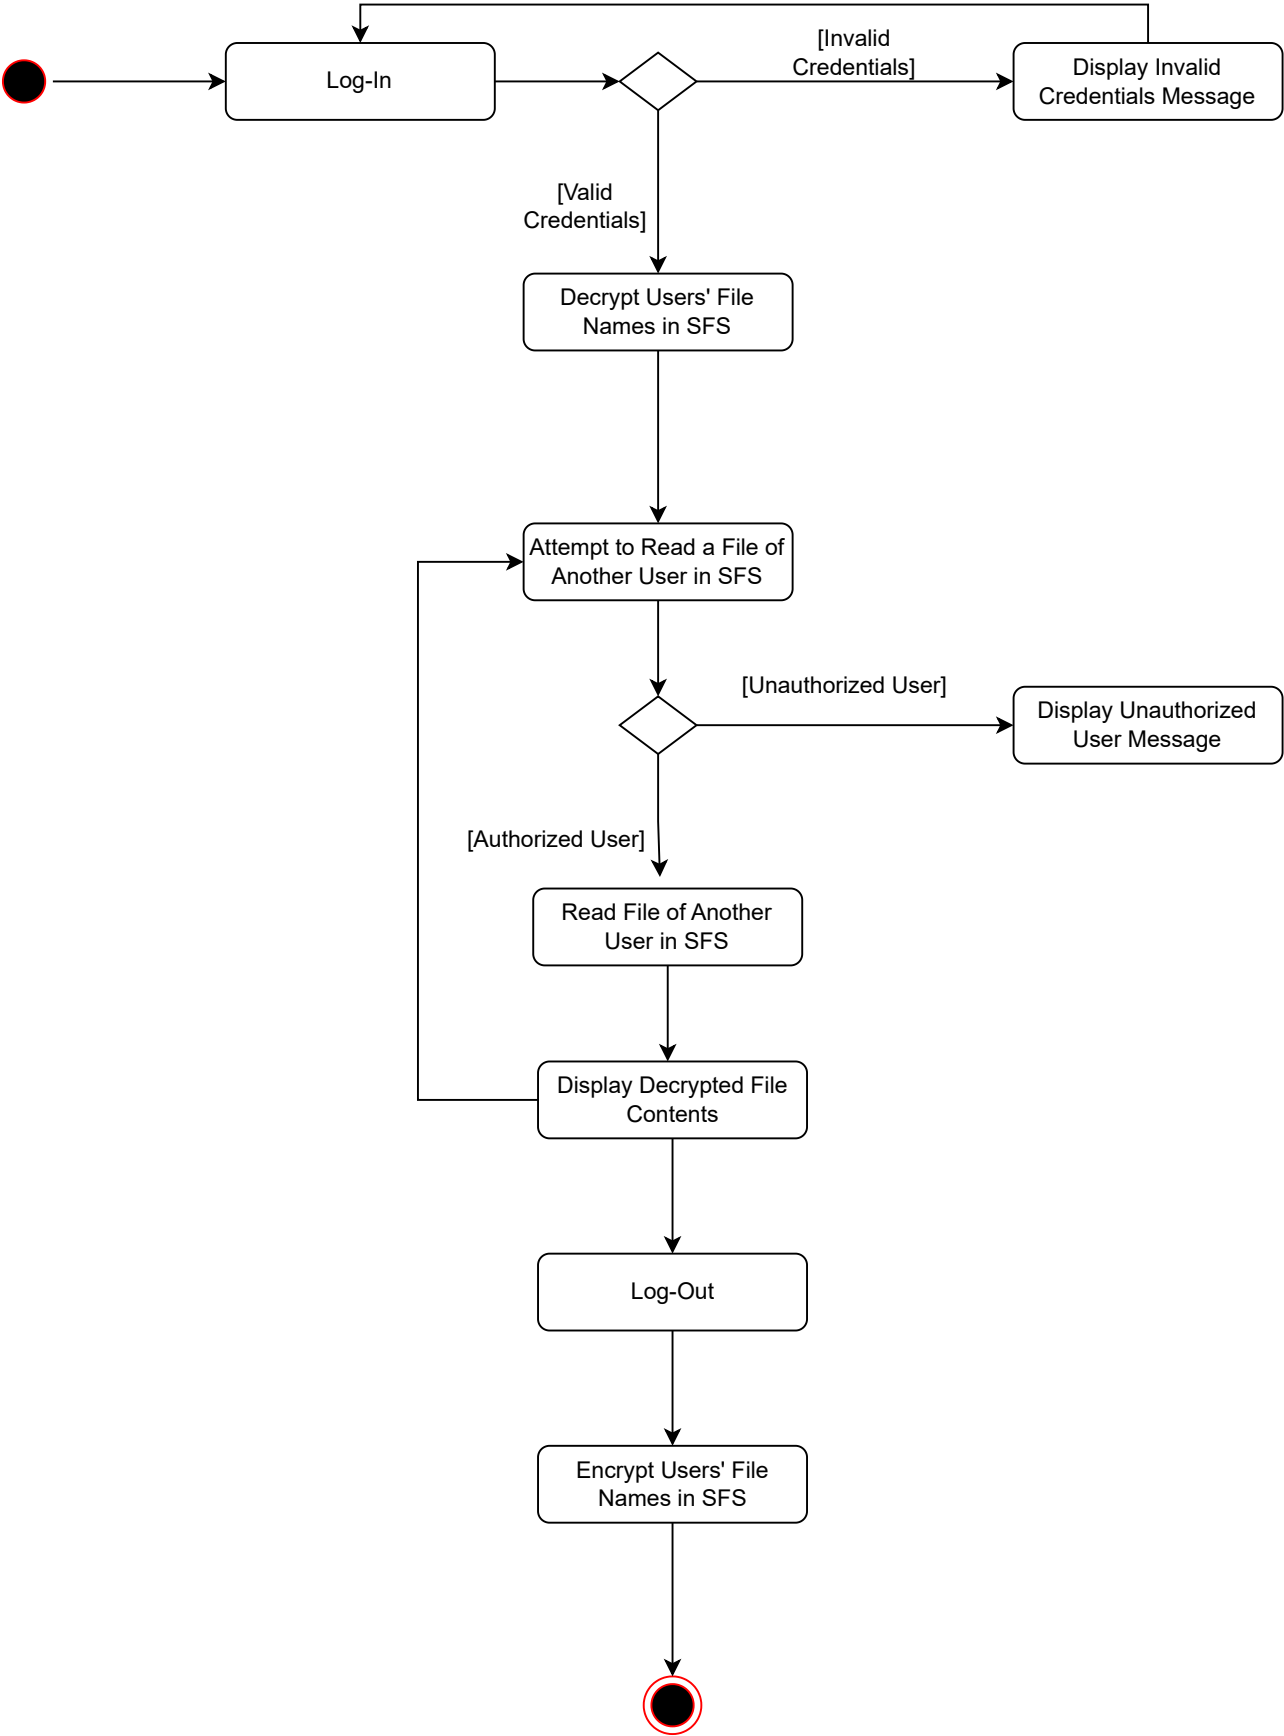 Log-In
[Invalid
Credentials]
Display Invalid
Credentials Message
[Valid
Credentials]
Decrypt Users' File
Names in SFS
Attempt to Read a File of
Another User in SFS
[Unauthorized User]
Display Unauthorized
User Message
[Authorized User]
Read File of Another
User in SFS
Display Decrypted File
Contents
Log-Out
Encrypt Users' File
Names in SFS